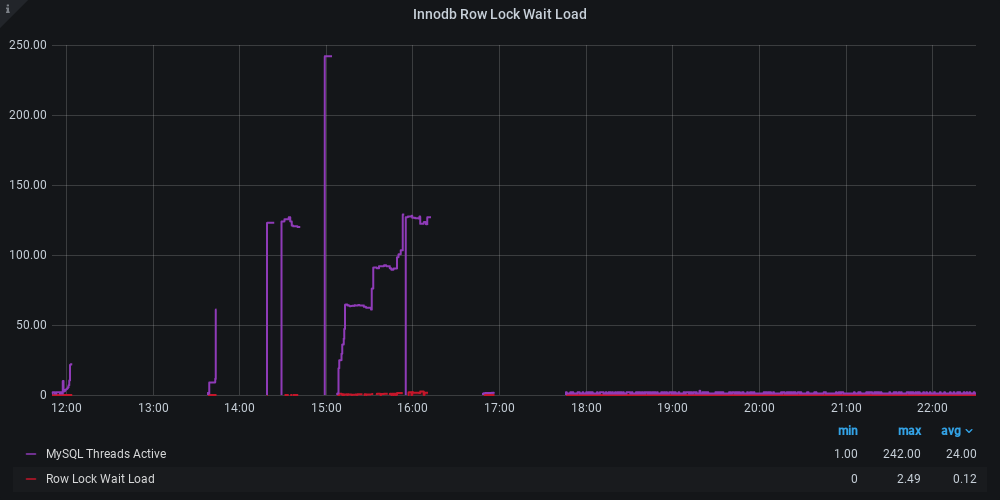 i
Innodb Row Lock Wait Load
250.00
200.00
150.00
100.00
50.00
0
12:00 13:00 14:00 15:00 16:00 17:00 18:00 19:00 20:00 21:00 22:00
min max avg
MySQL Threads Active 1.00 242.00 24.00
Row Lock Wait Load 0 2.49 0.12